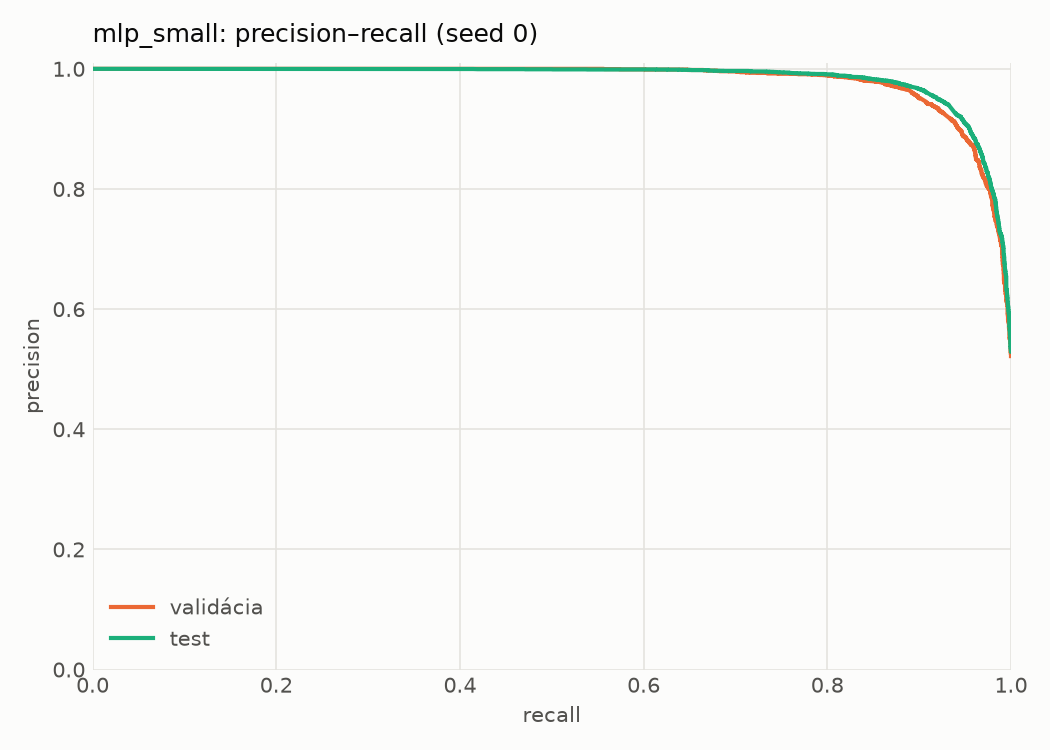 mlp_small: precision–recall (seed 0)
1.0
0.8
0.6
0.4
0.2
0.0
precision
validácia
test
0.0 0.2 0.4 0.6 0.8 1.0
recall